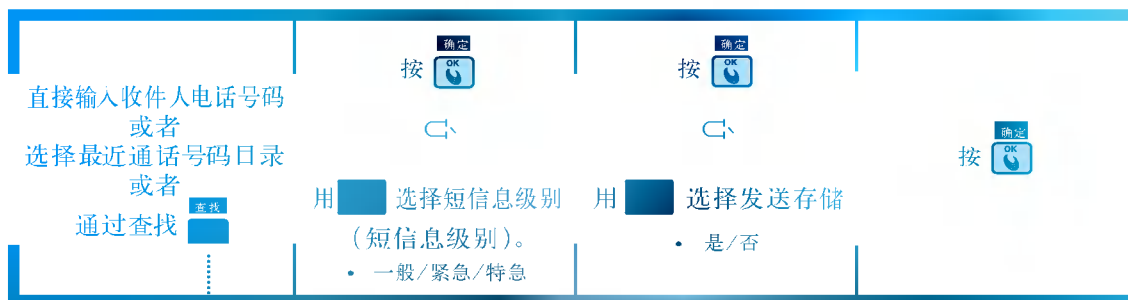 直接输入收件人电话号码
或者
选择最近通话号码目录
或者
查找
通过查找
确定
按 OK
用 选择短信息级别
(短信息级别)。
• 一般/紧急/特急
确定
按 OK
用 选择发送存储
• 是/否
确定
按 OK